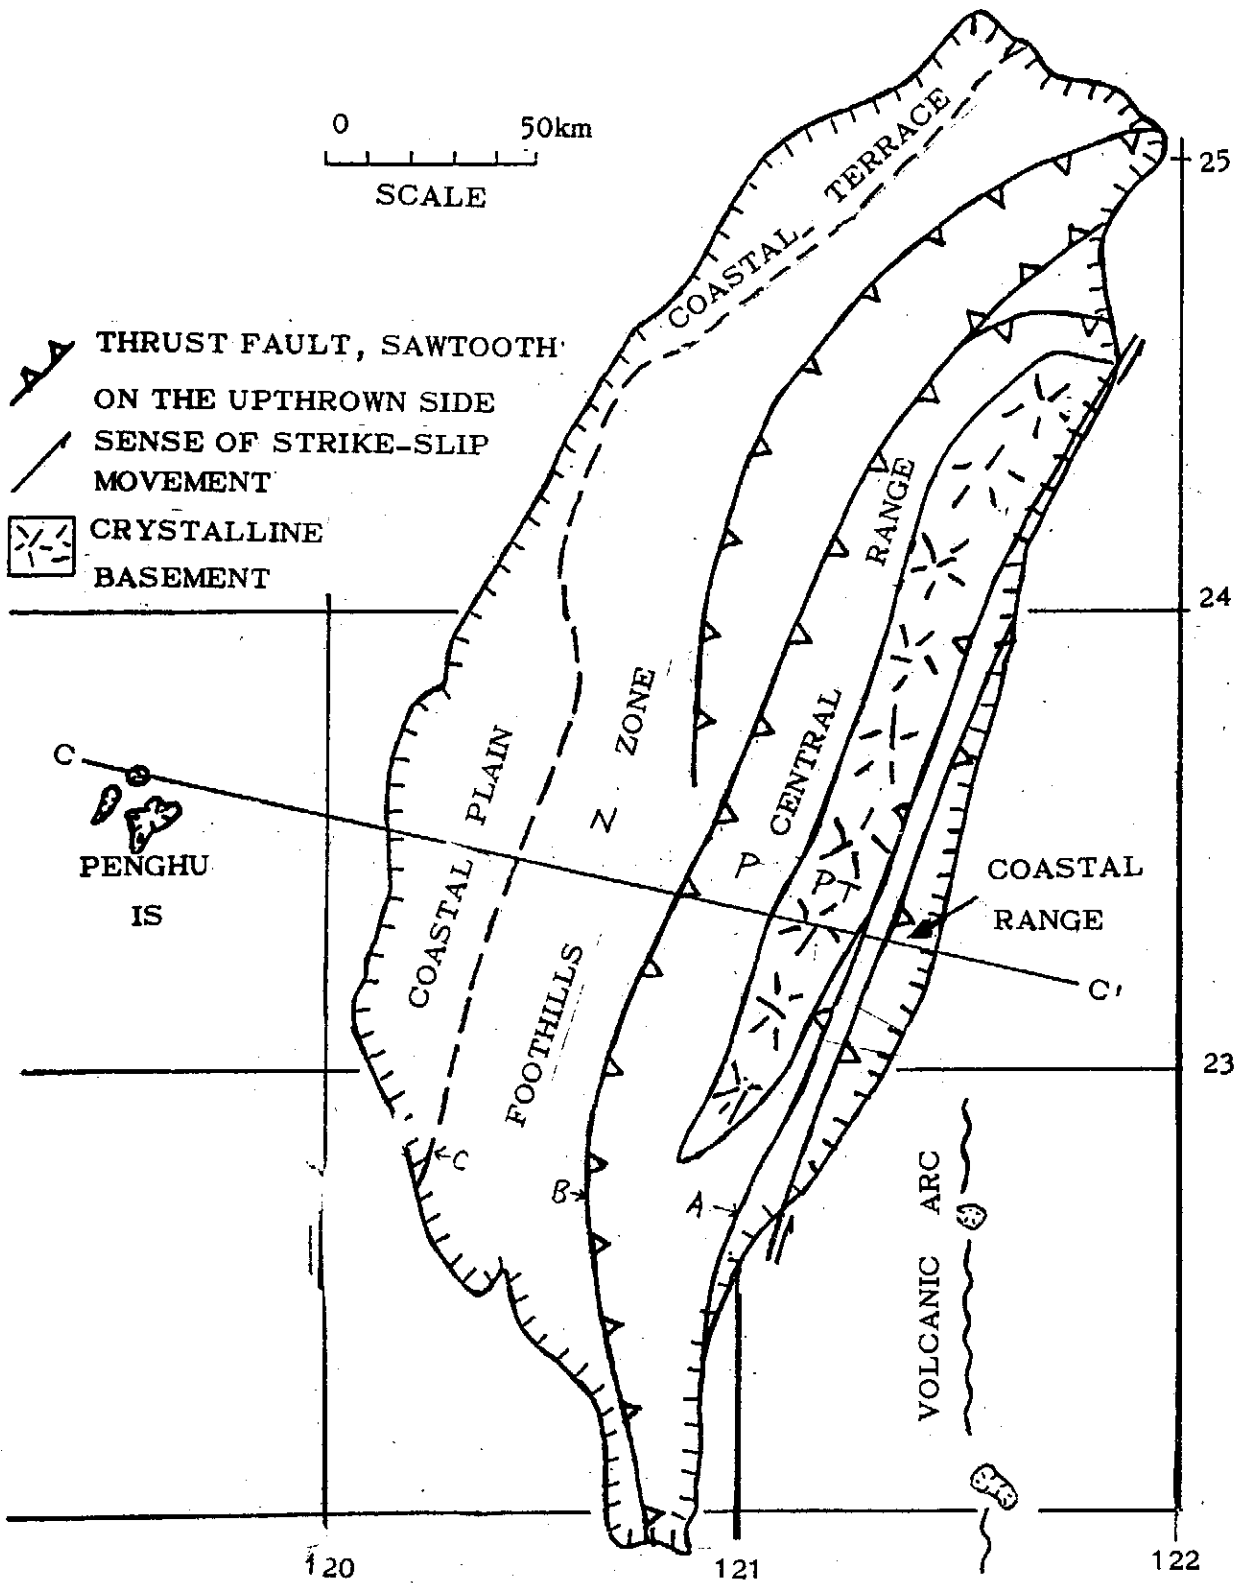 0 50km
SCALE
25
COASTAL TERRACE
THRUST FAULT, SAWTOOTH
ON THE UPTHROWN SIDE
SENSE OF STRIKE-SLIP
MOVEMENT
CRYSTALLINE
BASEMENT
RANGE
24
ZONE
CENTRAL
C
PLAIN
Z
P
P
PENGHU
IS
COASTAL
RANGE
COASTAL
C'
FOOTHILLS
23
C
B
A
VOLCANIC ARC
120
121
122